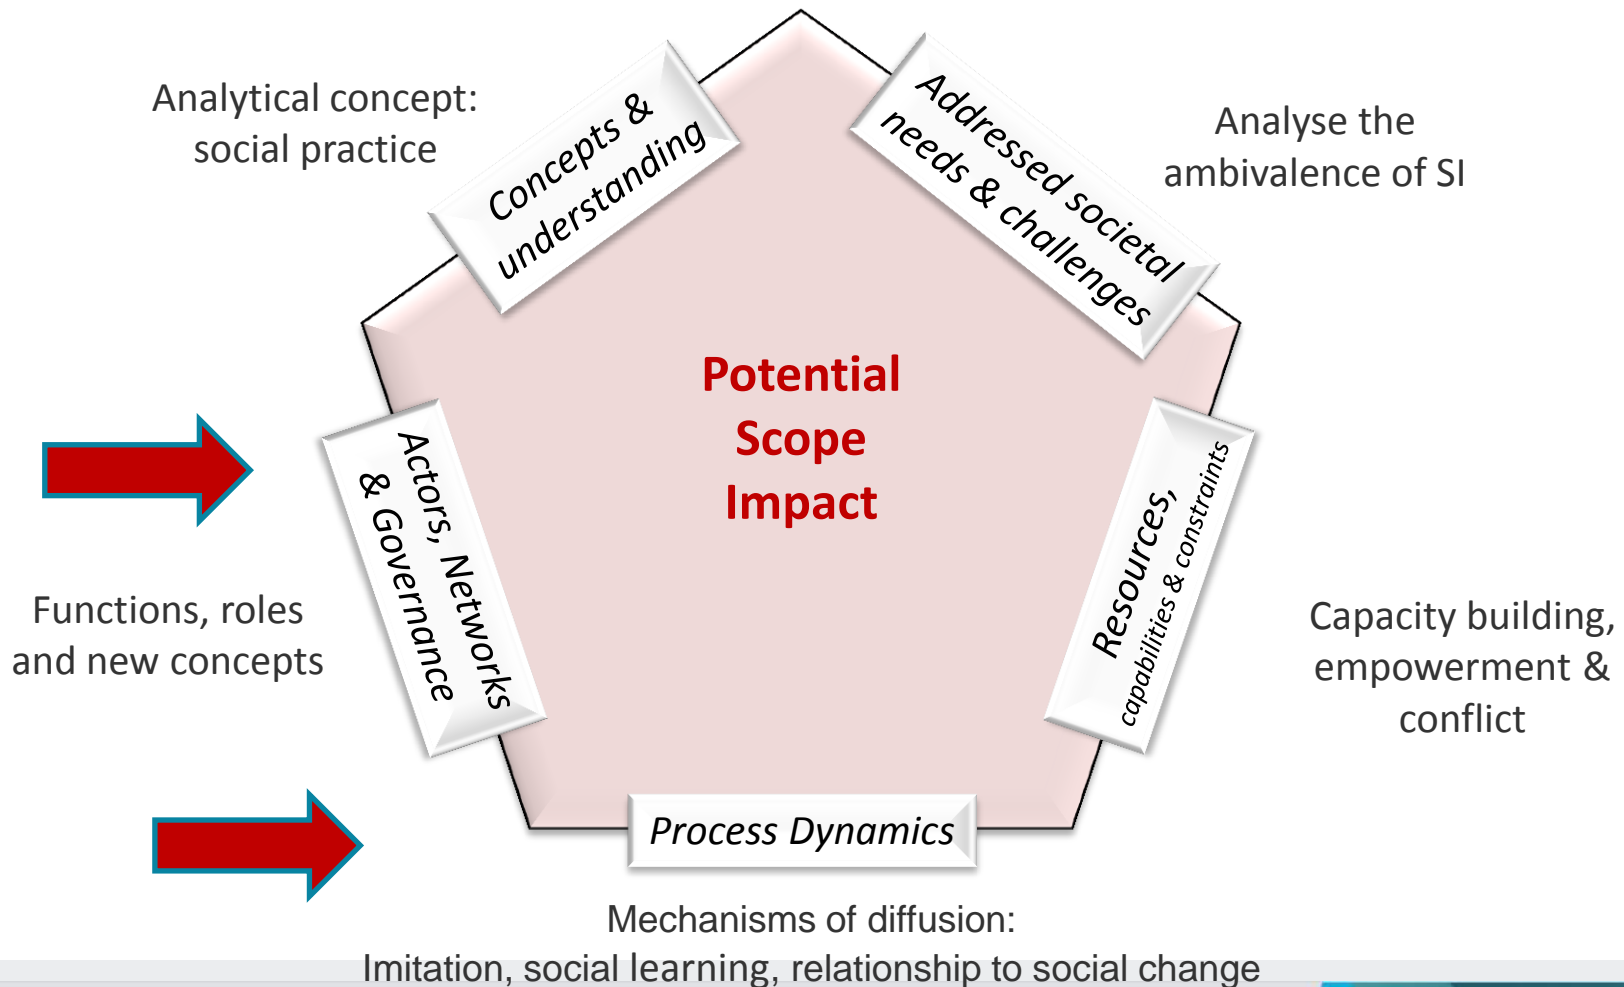 Analytical concept:
social practice
Concepts &
understanding
Addressed societal
needs & challenges
Analyse the
ambivalence of SI
Potential
Scope
Impact
Actors, Networks
& Governance
Functions, roles
and new concepts
Resources,
capabilities & constraints
Capacity building,
empowerment &
conflict
Process Dynamics
Mechanisms of diffusion:
Imitation, social learning, relationship to social change